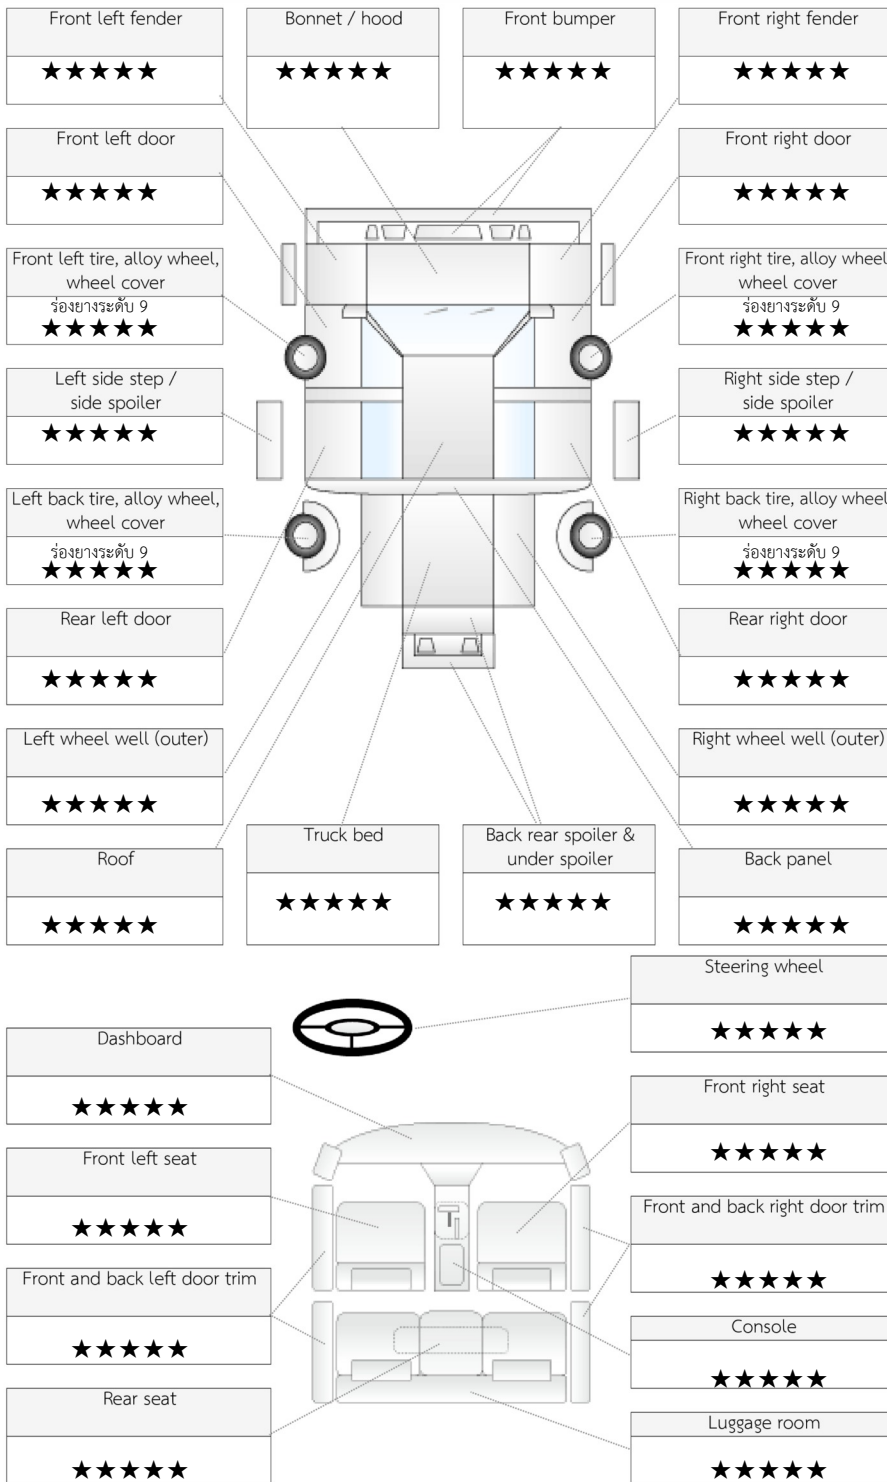 Front left fender
★★★★★
Bonnet / hood
★★★★★
Front bumper
★★★★★
Front right fender
★★★★★
Front left door
★★★★★
Front right door
★★★★★
Front left tire, alloy wheel,
wheel cover
ร่องยางระดับ 9
★★★★★
Front right tire, alloy wheel
wheel cover
ร่องยางระดับ 9
★★★★★
Left side step /
side spoiler
★★★★★
Right side step /
side spoiler
★★★★★
Left back tire, alloy wheel,
wheel cover
ร่องยางระดับ 9
★★★★★
Right back tire, alloy wheel
wheel cover
ร่องยางระดับ 9
★★★★★
Rear left door
★★★★★
Rear right door
★★★★★
Left wheel well (outer)
★★★★★
Right wheel well (outer)
★★★★★
Roof
★★★★★
Truck bed
★★★★★
Back rear spoiler &
under spoiler
★★★★★
Back panel
★★★★★
Steering wheel
★★★★★
Dashboard
★★★★★
Front right seat
★★★★★
Front left seat
★★★★★
Front and back right door trim
★★★★★
Front and back left door trim
★★★★★
Console
★★★★★
Rear seat
★★★★★
Luggage room
★★★★★